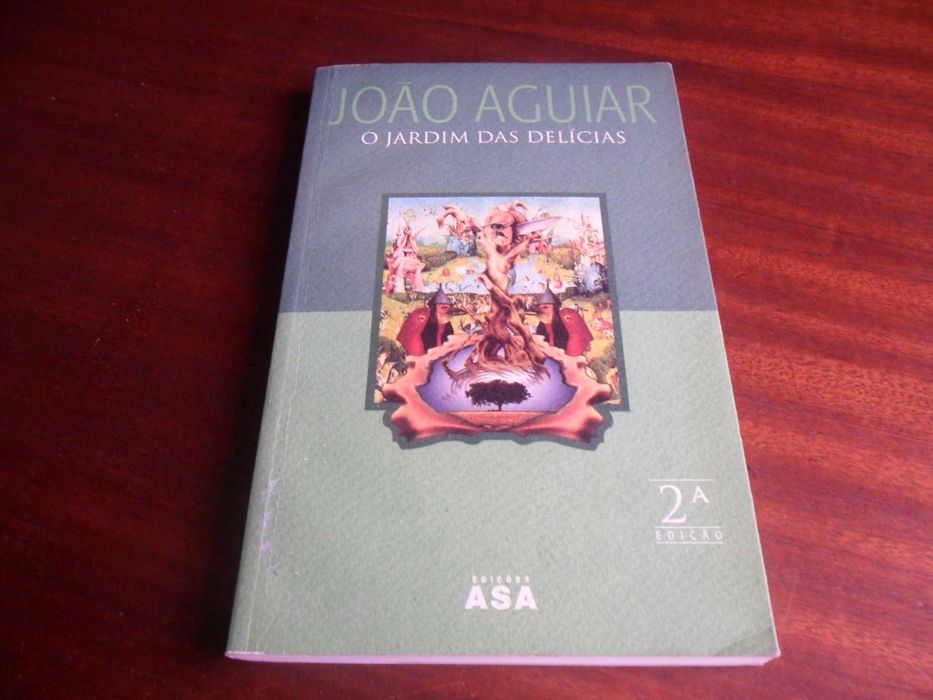 JOÃO AGUIAR
O JARDIM DAS DELÍCIAS
2ª
EDIÇÃO
EDIÇÕES
ASA